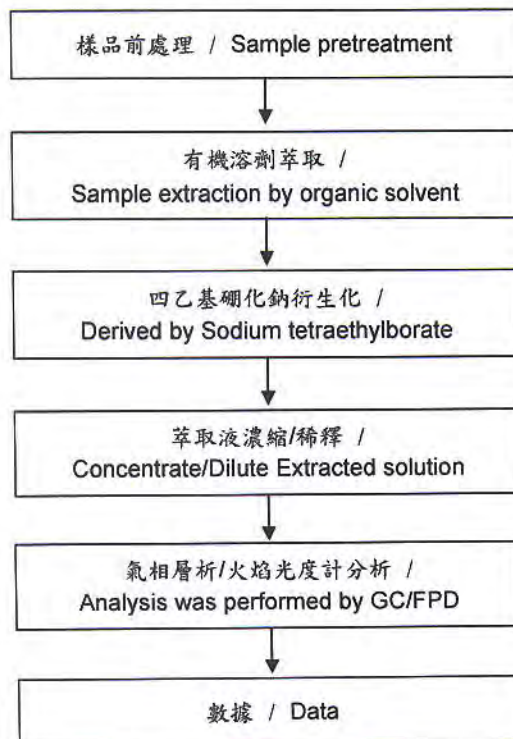 樣品前處理 / Sample pretreatment
有機溶劑萃取 /
Sample extraction by organic solvent
四乙基硼化鈉衍生化 /
Derived by Sodium tetraethylborate
萃取液濃縮/稀釋 /
Concentrate/Dilute Extracted solution
氣相層析/火焰光度計分析 /
Analysis was performed by GC/FPD
數據 / Data